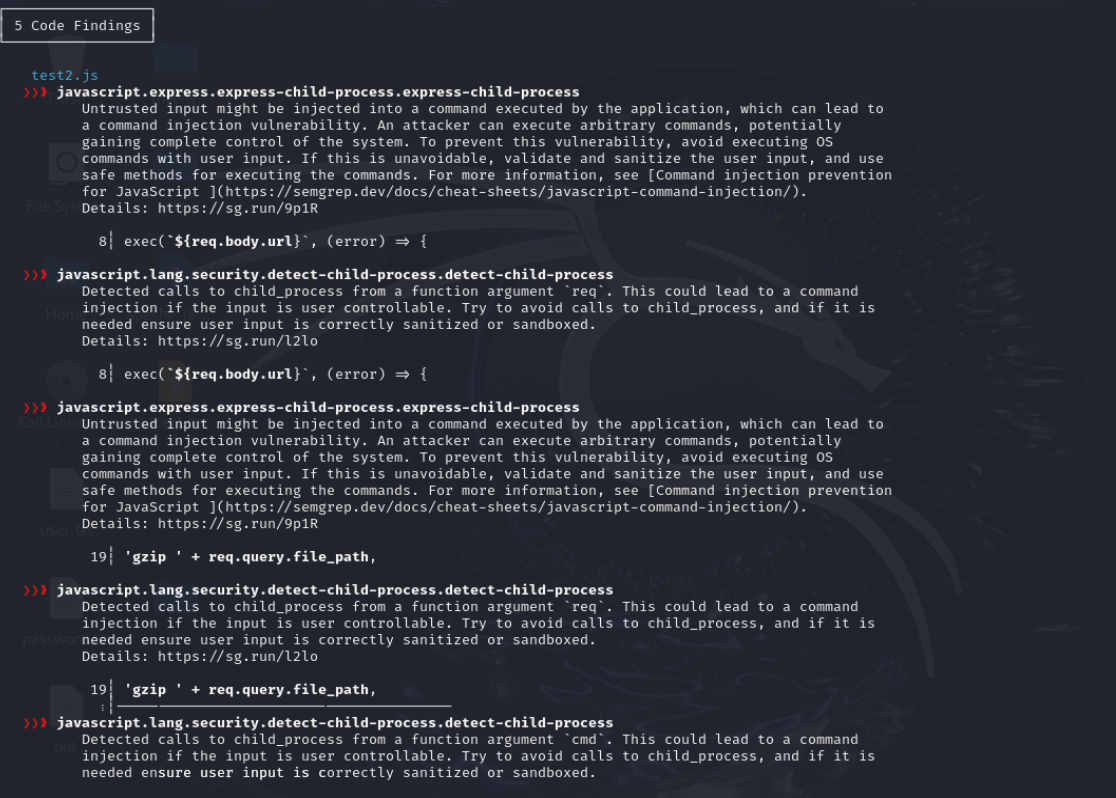 5 Code Findings
test2.js
❯❯❱ javascript.express.express-child-process.express-child-process
Untrusted input might be injected into a command executed by the application, which can lead to
a command injection vulnerability. An attacker can execute arbitrary commands, potentially
gaining complete control of the system. To prevent this vulnerability, avoid executing OS
commands with user input. If this is unavoidable, validate and sanitize the user input, and use
safe methods for executing the commands. For more information, see [Command injection prevention
for JavaScript ](https://semgrep.dev/docs/cheat-sheets/javascript-command-injection/).
Details: https://sg.run/9p1R
8┆ exec(`${req.body.url}`, (error) => {
❯❯❱ javascript.lang.security.detect-child-process.detect-child-process
Detected calls to child_process from a function argument `req`. This could lead to a command
injection if the input is user controllable. Try to avoid calls to child_process, and if it is
needed ensure user input is correctly sanitized or sandboxed.
Details: https://sg.run/l2lo
8┆ exec(`${req.body.url}`, (error) => {
❯❯❱ javascript.express.express-child-process.express-child-process
Untrusted input might be injected into a command executed by the application, which can lead to
a command injection vulnerability. An attacker can execute arbitrary commands, potentially
gaining complete control of the system. To prevent this vulnerability, avoid executing OS
commands with user input. If this is unavoidable, validate and sanitize the user input, and use
safe methods for executing the commands. For more information, see [Command injection prevention
for JavaScript ](https://semgrep.dev/docs/cheat-sheets/javascript-command-injection/).
Details: https://sg.run/9p1R
19┆ 'gzip ' + req.query.file_path,
❯❯❱ javascript.lang.security.detect-child-process.detect-child-process
Detected calls to child_process from a function argument `req`. This could lead to a command
injection if the input is user controllable. Try to avoid calls to child_process, and if it is
needed ensure user input is correctly sanitized or sandboxed.
Details: https://sg.run/l2lo
19┆ 'gzip ' + req.query.file_path,
❯❯❱ javascript.lang.security.detect-child-process.detect-child-process
Detected calls to child_process from a function argument `cmd`. This could lead to a command
injection if the input is user controllable. Try to avoid calls to child_process, and if it is
needed ensure user input is correctly sanitized or sandboxed.